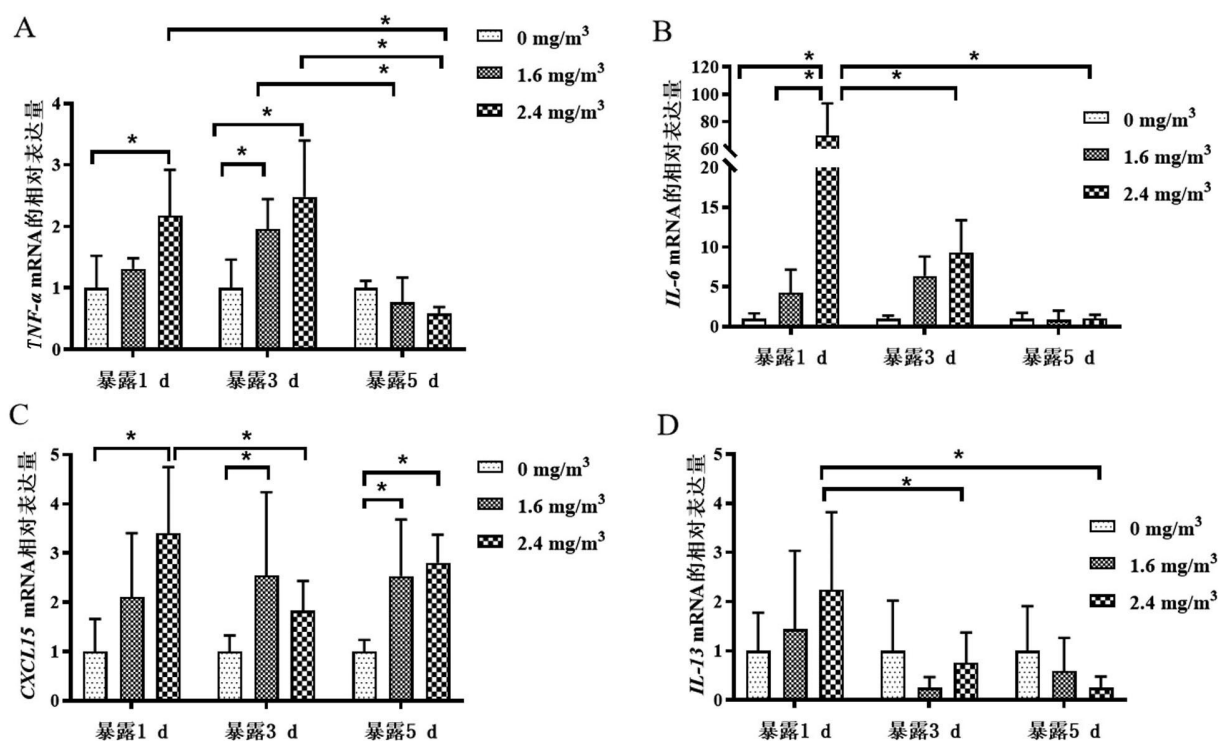 A
*
*
*
0 mg/m³
1.6 mg/m³
2.4 mg/m³
TNF-α mRNA的相对表达量
4
3
2
1
0
*
*
*
暴露1 d
暴露3 d
暴露5 d
B
*
*
*
*
0 mg/m³
1.6 mg/m³
2.4 mg/m³
IL-6 mRNA的相对表达量
120
100
80
60
20
15
10
5
0
暴露1 d
暴露3 d
暴露5 d
C
*
*
*
*
*
0 mg/m³
1.6 mg/m³
2.4 mg/m³
CXCL15 mRNA相对表达量
5
4
3
2
1
0
暴露1 d
暴露3 d
暴露5 d
D
*
*
0 mg/m³
1.6 mg/m³
2.4 mg/m³
IL-13 mRNA的相对表达量
5
4
3
2
1
0
暴露1 d
暴露3 d
暴露5 d